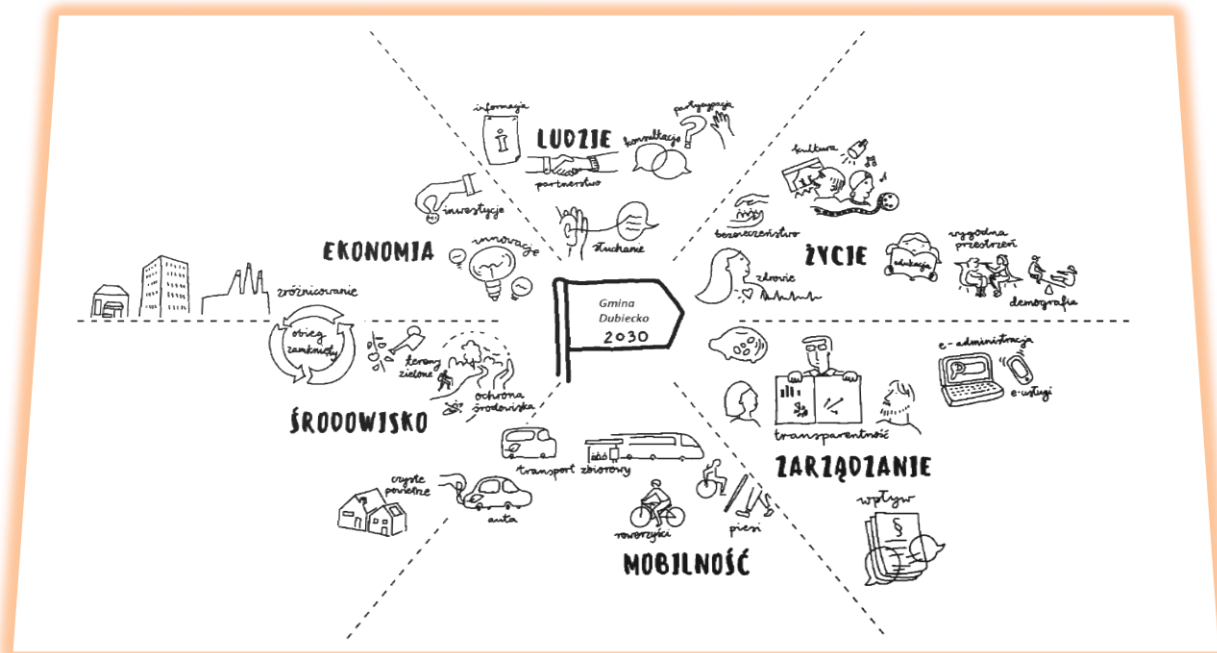 informacja
i
LUDZIE
partnerstwo
konsultacje
partycypacja
?
słuchanie
inwestycje
EKONOMIA
innowacje
zróżnicowanie
kultura
bezpieczeństwo
ŻYCIE
zdrowie
edukacja
wygodna
przestrzeń
demografia
Gmina
Dubiecko
2030
obieg
zamknięty
tereny
zielone
ochrona
środowiska
ŚRODOWISKO
czyste
powietrze
auta
transport zbiorowy
rowerzyści
piesi
MOBILNOŚĆ
e-administracja
e-usługi
transparentność
ZARZĄDZANIE
wpływ
§